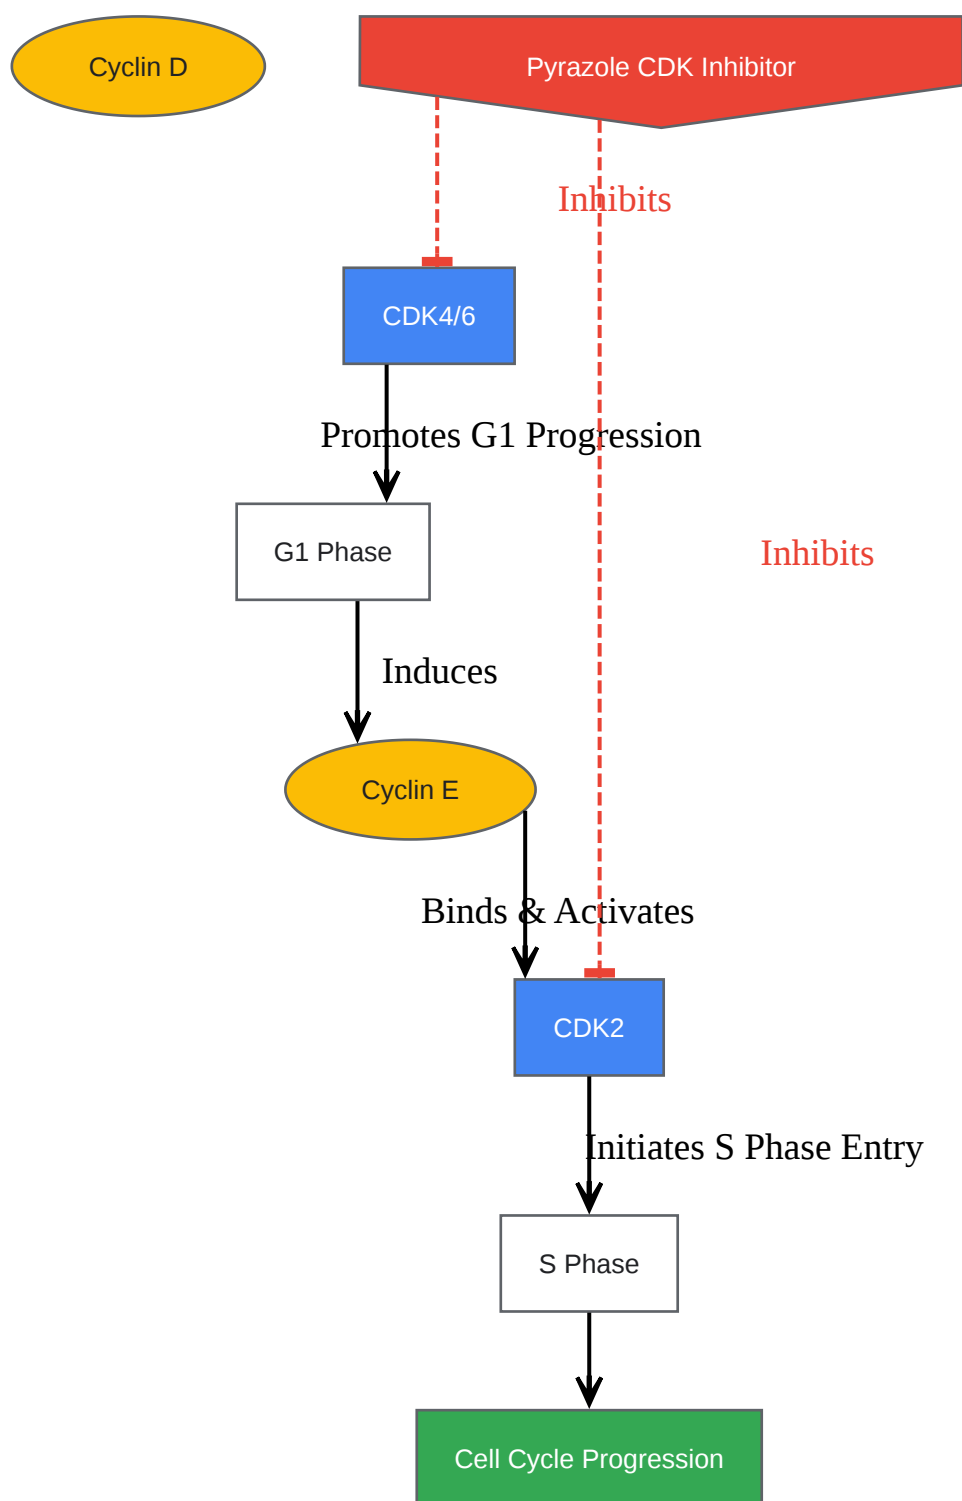 Cyclin D
Pyrazole CDK Inhibitor
Inhibits
CDK4/6
Promotes G1 Progression
G1 Phase
Inhibits
Induces
Cyclin E
Binds & Activates
CDK2
Initiates S Phase Entry
S Phase
Cell Cycle Progression